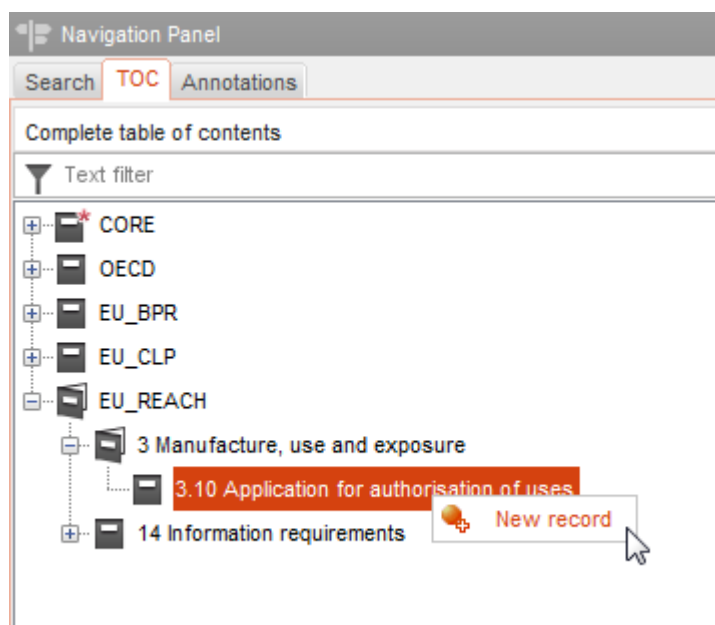 Navigation Panel
Search TOC Annotations
Complete table of contents
Text filter
CORE
OECD
EU_BPR
EU_CLP
EU_REACH
3 Manufacture, use and exposure
3.10 Application for authorisation of uses
New record
14 Information requirements